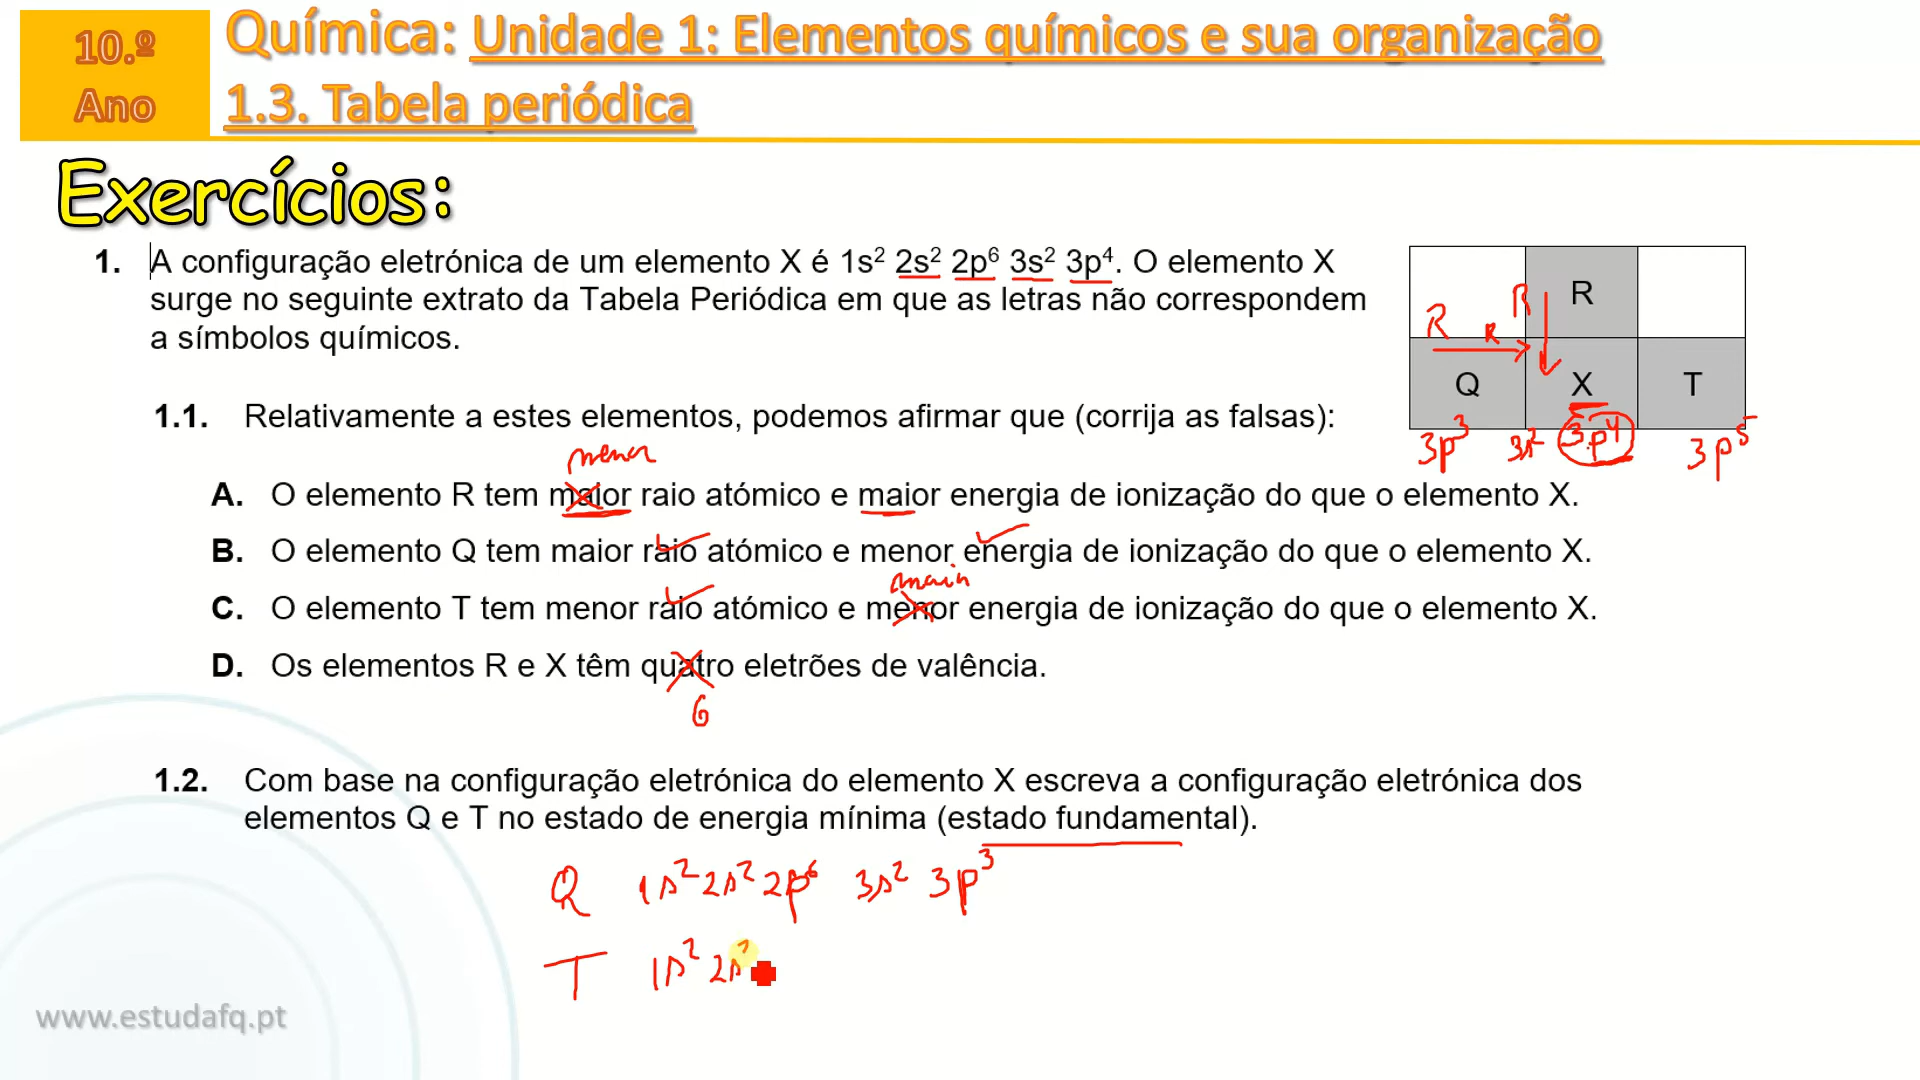 10.º
Ano
Química: Unidade 1: Elementos químicos e sua organização
1.3. Tabela periódica
Exercícios:
1. A configuração eletrónica de um elemento X é 1s² 2s² 2p⁶ 3s² 3p⁴. O elemento X
surge no seguinte extrato da Tabela Periódica em que as letras não correspondem
a símbolos químicos.
R
R R R
Q X T
3p³ 3s² 3p⁴ 3p⁵
1.1. Relativamente a estes elementos, podemos afirmar que (corrija as falsas):
menor
A. O elemento R tem maior raio atómico e maior energia de ionização do que o elemento X.
B. O elemento Q tem maior raio atómico e menor energia de ionização do que o elemento X.
maior
C. O elemento T tem menor raio atómico e menor energia de ionização do que o elemento X.
D. Os elementos R e X têm quatro eletrões de valência.
6
1.2. Com base na configuração eletrónica do elemento X escreva a configuração eletrónica dos
elementos Q e T no estado de energia mínima (estado fundamental).
Q 1s² 2s² 2p⁶ 3s² 3p³
T 1s² 2s²
www.estudafq.pt